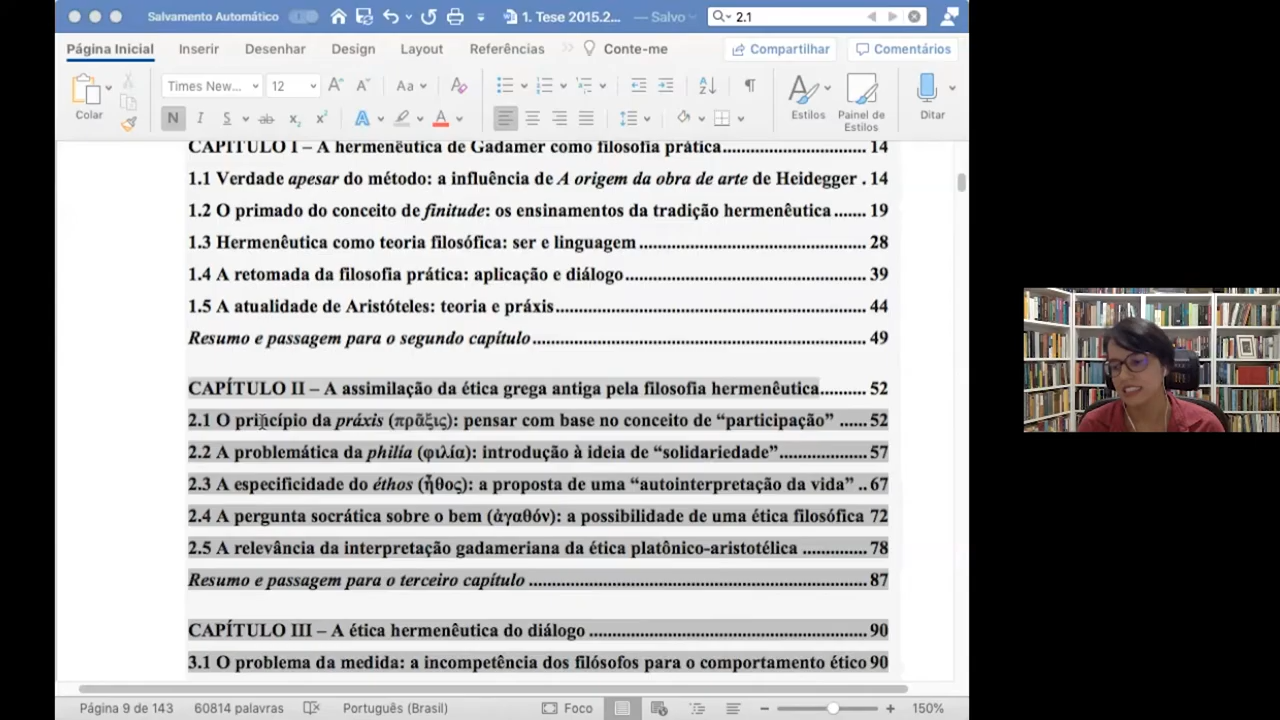 Salvamento Automático
1. Tese 2015.2... — Salvo
2.1
Página Inicial Inserir Desenhar Design Layout Referências Conte-me Compartilhar Comentários
Colar
Times New... 12 Aa
N I S ab x₂ x² A A
Estilos
Painel de Estilos
Ditar
CAPÍTULO I – A hermenêutica de Gadamer como filosofia prática.............................. 14
1.1 Verdade apesar do método: a influência de A origem da obra de arte de Heidegger . 14
1.2 O primado do conceito de finitude: os ensinamentos da tradição hermenêutica ....... 19
1.3 Hermenêutica como teoria filosófica: ser e linguagem ............................................... 28
1.4 A retomada da filosofia prática: aplicação e diálogo.................................................. 39
1.5 A atualidade de Aristóteles: teoria e práxis................................................................ 44
Resumo e passagem para o segundo capítulo .................................................................... 49
CAPÍTULO II – A assimilação da ética grega antiga pela filosofia hermenêutica.......... 52
2.1 O princípio da práxis (πρᾶξις): pensar com base no conceito de “participação” ...... 52
2.2 A problemática da philía (φιλία): introdução à ideia de “solidariedade”.................. 57
2.3 A especificidade do éthos (ἦθος): a proposta de uma “autointerpretação da vida” .. 67
2.4 A pergunta socrática sobre o bem (ἀγαθόν): a possibilidade de uma ética filosófica 72
2.5 A relevância da interpretação gadameriana da ética platônico-aristotélica ............. 78
Resumo e passagem para o terceiro capítulo ..................................................................... 87
CAPÍTULO III – A ética hermenêutica do diálogo .......................................................... 90
3.1 O problema da medida: a incompetência dos filósofos para o comportamento ético 90
Página 9 de 143 60814 palavras Português (Brasil) Foco 150%